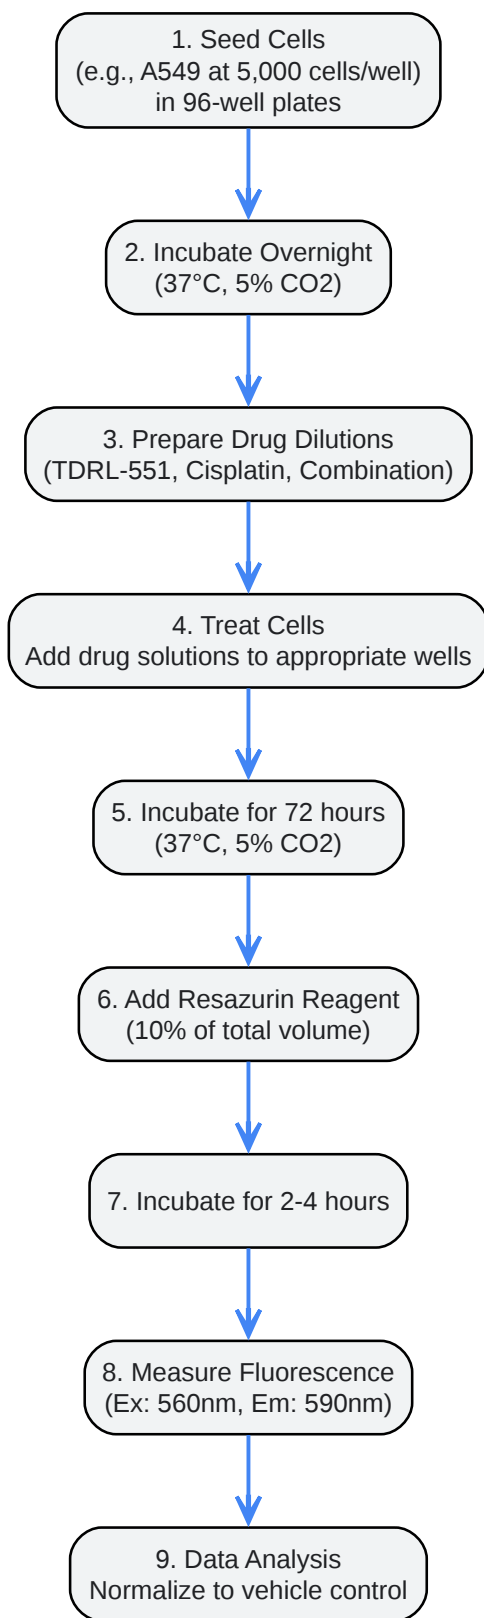 1. Seed Cells
(e.g., A549 at 5,000 cells/well)
in 96-well plates
2. Incubate Overnight
(37°C, 5% CO2)
3. Prepare Drug Dilutions
(TDRL-551, Cisplatin, Combination)
4. Treat Cells
Add drug solutions to appropriate wells
5. Incubate for 72 hours
(37°C, 5% CO2)
6. Add Resazurin Reagent
(10% of total volume)
7. Incubate for 2-4 hours
8. Measure Fluorescence
(Ex: 560nm, Em: 590nm)
9. Data Analysis
Normalize to vehicle control